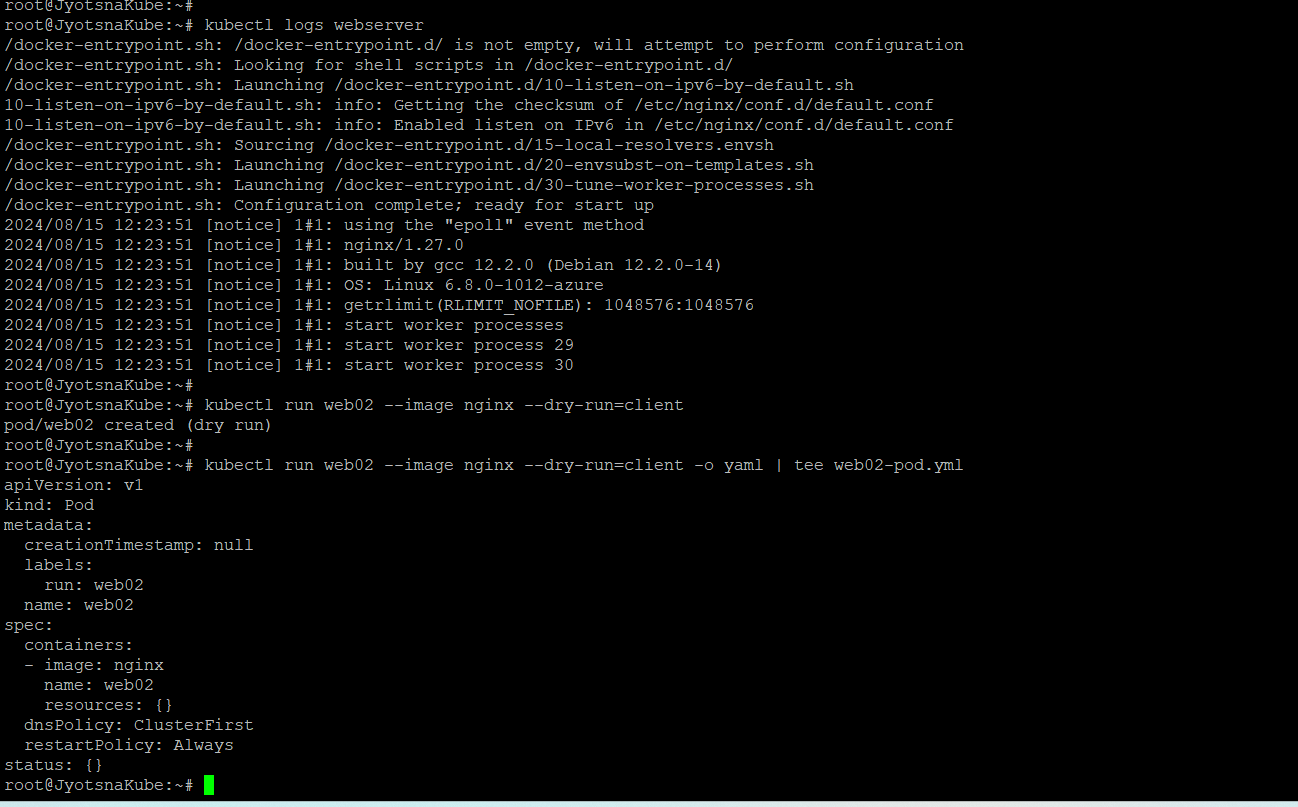 root@JyotsnaKube:~#
root@JyotsnaKube:~# kubectl logs webserver
/docker-entrypoint.sh: /docker-entrypoint.d/ is not empty, will attempt to perform configuration
/docker-entrypoint.sh: Looking for shell scripts in /docker-entrypoint.d/
/docker-entrypoint.sh: Launching /docker-entrypoint.d/10-listen-on-ipv6-by-default.sh
10-listen-on-ipv6-by-default.sh: info: Getting the checksum of /etc/nginx/conf.d/default.conf
10-listen-on-ipv6-by-default.sh: info: Enabled listen on IPv6 in /etc/nginx/conf.d/default.conf
/docker-entrypoint.sh: Sourcing /docker-entrypoint.d/15-local-resolvers.envsh
/docker-entrypoint.sh: Launching /docker-entrypoint.d/20-envsubst-on-templates.sh
/docker-entrypoint.sh: Launching /docker-entrypoint.d/30-tune-worker-processes.sh
/docker-entrypoint.sh: Configuration complete; ready for start up
2024/08/15 12:23:51 [notice] 1#1: using the "epoll" event method
2024/08/15 12:23:51 [notice] 1#1: nginx/1.27.0
2024/08/15 12:23:51 [notice] 1#1: built by gcc 12.2.0 (Debian 12.2.0-14)
2024/08/15 12:23:51 [notice] 1#1: OS: Linux 6.8.0-1012-azure
2024/08/15 12:23:51 [notice] 1#1: getrlimit(RLIMIT_NOFILE): 1048576:1048576
2024/08/15 12:23:51 [notice] 1#1: start worker processes
2024/08/15 12:23:51 [notice] 1#1: start worker process 29
2024/08/15 12:23:51 [notice] 1#1: start worker process 30
root@JyotsnaKube:~#
root@JyotsnaKube:~# kubectl run web02 --image nginx --dry-run=client
pod/web02 created (dry run)
root@JyotsnaKube:~#
root@JyotsnaKube:~# kubectl run web02 --image nginx --dry-run=client -o yaml | tee web02-pod.yml
apiVersion: v1
kind: Pod
metadata:
  creationTimestamp: null
  labels:
    run: web02
  name: web02
spec:
  containers:
  - image: nginx
    name: web02
    resources: {}
  dnsPolicy: ClusterFirst
  restartPolicy: Always
status: {}
root@JyotsnaKube:~#